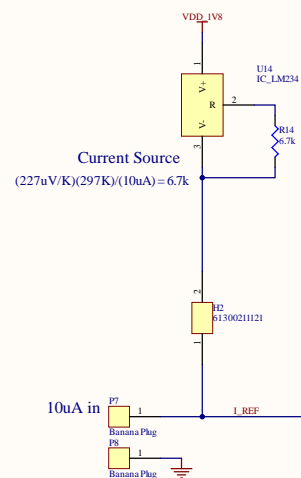 VDD_1V8
1
U14
IC_LM234
V+
R
2
V-
3
R14
6.7k
Current Source
(227uV/K)(297K)/(10uA) = 6.7k
2
H2
61300211121
1
10uA in
P7
1
I_REF
Banana Plug
P8
1
Banana Plug